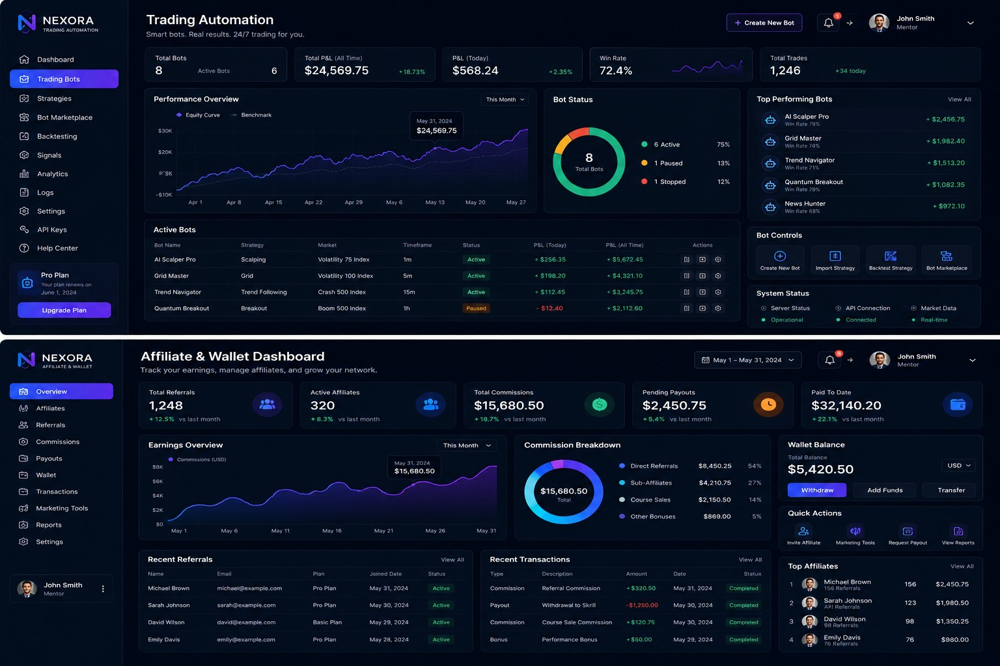 NEXORA
TRADING AUTOMATION
Dashboard
Trading Bots
Strategies
Bot Marketplace
Backtesting
Signals
Analytics
Logs
Settings
API Keys
Help Center
Pro Plan
Your plan renews on
June 1, 2024
Upgrade Plan
Trading Automation
Smart bots. Real results. 24/7 trading for you.
+ Create New Bot
John Smith
Mentor
Total Bots
8 Active Bots 6
Total P&L (All Time)
$24,569.75 +18.73%
P&L (Today)
$568.24 +2.35%
Win Rate
72.4%
Total Trades
1,246 +34 today
Performance Overview
This Month
Equity Curve Benchmark
May 31, 2024
$24,569.75
$30K
$20K
-$10K
Apr 1 Apr 8 Apr 15 Apr 22 Apr 29 May 6 May 13 May 20 May 27
Bot Status
8
Total Bots
6 Active 75%
1 Paused 13%
1 Stopped 12%
Top Performing Bots View All
AI Scalper Pro + $2,456.75
Win Rate 79%
Grid Master + $1,982.40
Win Rate 74%
Trend Navigator + $1,513.20
Win Rate 71%
Quantum Breakout + $1,082.35
Win Rate 78%
News Hunter + $972.10
Win Rate 68%
Active Bots
Bot Name Strategy Market Timeframe Status P&L (Today) P&L (All Time) Actions
AI Scalper Pro Scalping Volatility 75 Index 1m Active + $256.35 + $5,672.45
Grid Master Grid Volatility 100 Index 5m Active + $198.20 + $4,321.10
Trend Navigator Trend Following Crash 500 Index 15m Active + $112.45 + $3,245.75
Quantum Breakout Breakout Boom 500 Index 1h Paused - $12.40 + $2,112.60
Bot Controls
Create New Bot Import Strategy Backtest Strategy Bot Marketplace
System Status
Server Status API Connection Market Data
Operational Connected Real-time
NEXORA
AFFILIATE & WALLET
Overview
Affiliates
Referrals
Commissions
Payouts
Wallet
Transactions
Marketing Tools
Reports
Settings
John Smith
Mentor
Affiliate & Wallet Dashboard
Track your earnings, manage affiliates, and grow your network.
May 1 – May 31, 2024
John Smith
Mentor
Total Referrals
1,248
+12.5% vs last month
Active Affiliates
320
+8.3% vs last month
Total Commissions
$15,680.50
+18.7% vs last month
Pending Payouts
$2,450.75
+5.4% vs last month
Paid To Date
$32,140.20
+22.1% vs last month
Earnings Overview
This Month
Commissions (USD)
May 31, 2024
$15,680.50
$8K
$6K
$4K
$2K
$0
May 1 May 6 May 11 May 16 May 21 May 26 May 31
Commission Breakdown
$15,680.50
Total
Direct Referrals $8,450.25 54%
Sub-Affiliates $4,210.75 27%
Course Sales $2,150.50 14%
Other Bonuses $869.00 5%
Wallet Balance
Total Balance
$5,420.50
USD
Withdraw Add Funds Transfer
Quick Actions
Invite Affiliate Marketing Tools Request Payout View Reports
Recent Referrals View All
Name Email Plan Joined Date Status
Michael Brown michael@example.com Pro Plan May 31, 2024 Active
Sarah Johnson sarah@example.com Pro Plan May 30, 2024 Active
David Wilson david@example.com Basic Plan May 29, 2024 Active
Emily Davis emily@example.com Pro Plan May 28, 2024 Active
Recent Transactions View All
Type Description Amount Date Status
Commission Referral Commission +$320.50 May 31, 2024 Completed
Payout Withdrawal to Skrill -$1,250.00 May 30, 2024 Completed
Commission Course Sale Commission +$120.75 May 30, 2024 Completed
Bonus Performance Bonus +$50.00 May 29, 2024 Completed
Top Affiliates View All
1 Michael Brown 156 $2,450.75
156 Referrals
2 Sarah Johnson 123 $1,980.50
Referrals
3 David Wilson 98 $1,350.25
98 Referrals
4 Emily Davis 76 $980.00
76 Referrals